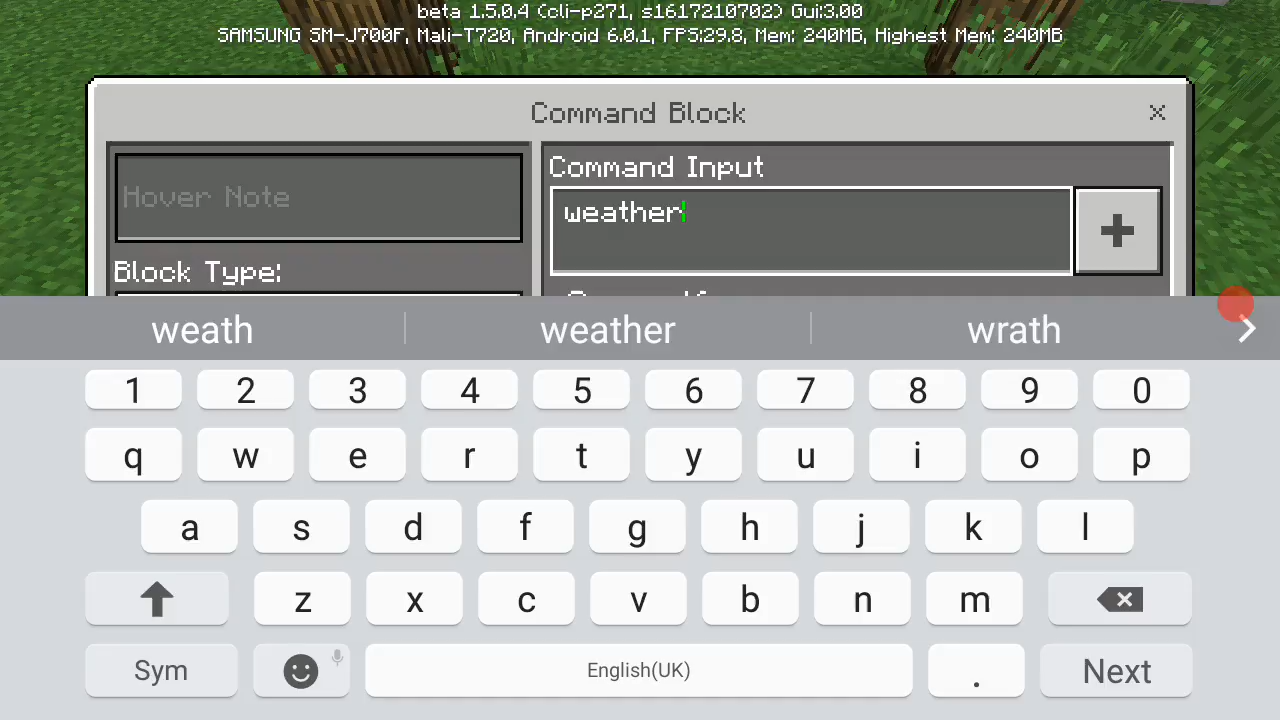 beta 1.5.0.4 (cli-p271, s1617210702) Gui:3.00
SAMSUNG SM-J700F, Mali-T720, Android 6.0.1, FPS:29.8, Mem: 240MB, Highest Mem: 240MB
Command Block
Hover Note
Block Type:
Command Input
weather
weath weather wrath
1 2 3 4 5 6 7 8 9 0
q w e r t y u i o p
a s d f g h j k l
z x c v b n m
Sym English(UK) . Next